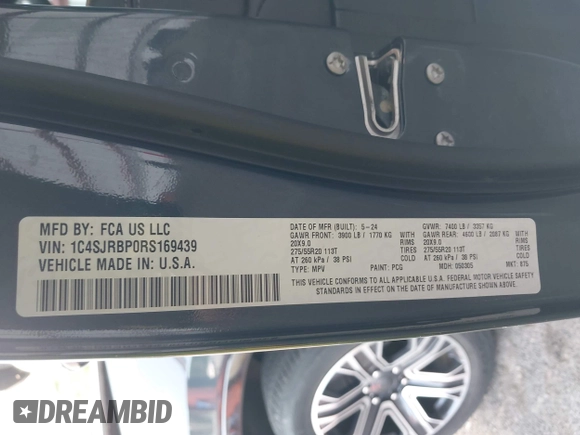 MFD BY: FCA US LLC
VIN: 1C4SJRBP0RS169439
VEHICLE MADE IN: U.S.A.
DATE OF MFR (BUILT): 5-24
GAWR FRONT: 3900 LB / 1770 KG WITH
20X9.0 TIRES
275/55R20 113T COLD
AT 260 kPa / 38 PSI
TYPE: MPV PAINT: PCG
GVWR: 7400 LB / 3357 KG
GAWR REAR: 4600 LB / 2087 KG WITH
20X9.0 TIRES
275/55R20 113T COLD
AT 260 kPa / 38 PSI
MDH: 050305 MKT: 875
THIS VEHICLE CONFORMS TO ALL APPLICABLE U.S.A. FEDERAL MOTOR VEHICLE SAFETY
STANDARDS IN EFFECT ON THE DATE OF MANUFACTURE SHOWN ABOVE.
DREAMBID